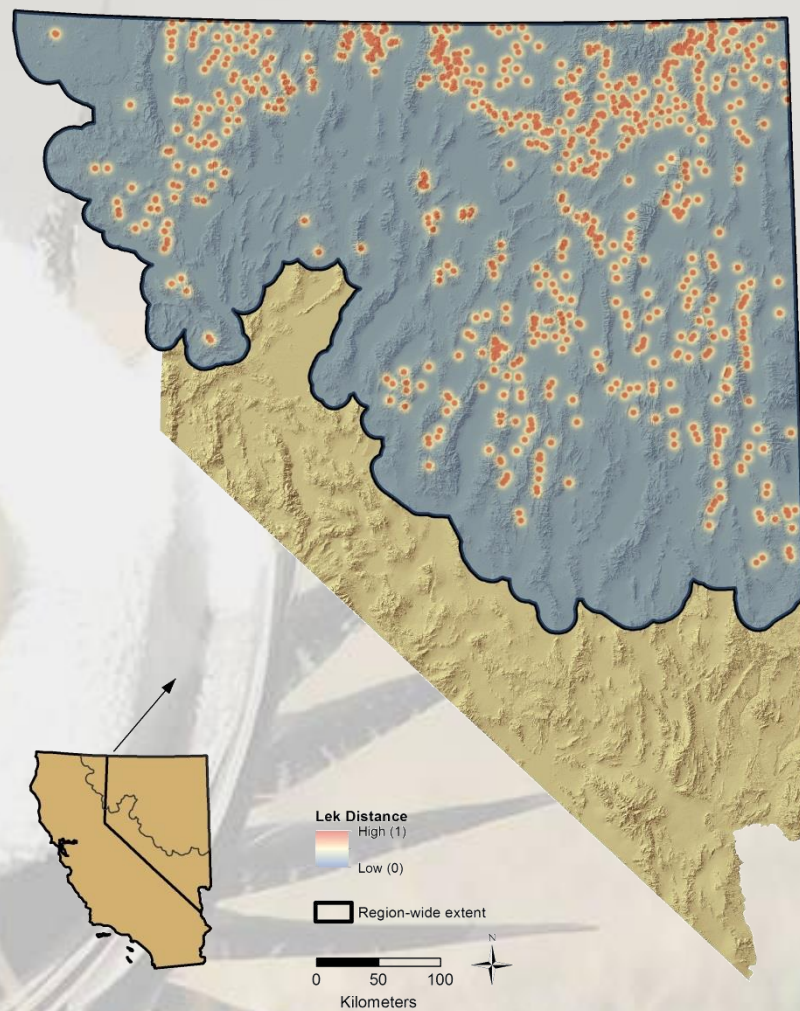 Lek Distance
High (1)
Low (0)
Region-wide extent
N
0 50 100
Kilometers